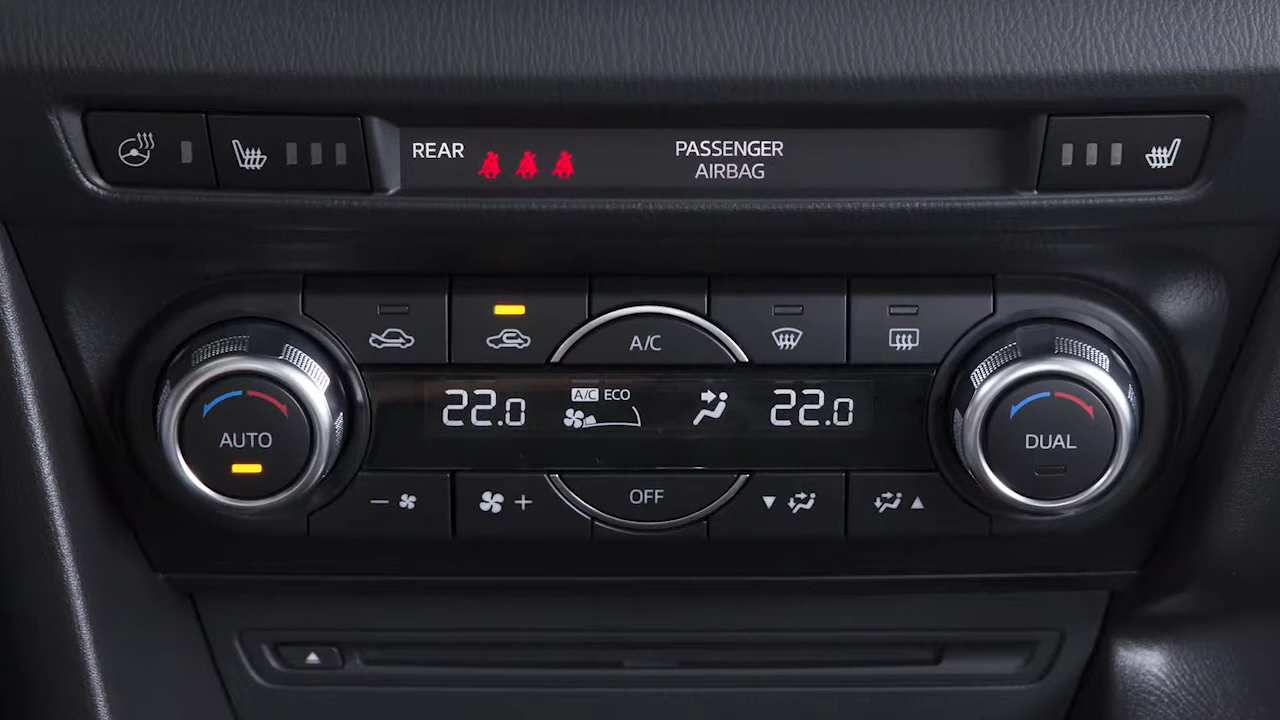 REAR
PASSENGER
AIRBAG
A/C
22.0
A/C ECO
22.0
AUTO
DUAL
OFF